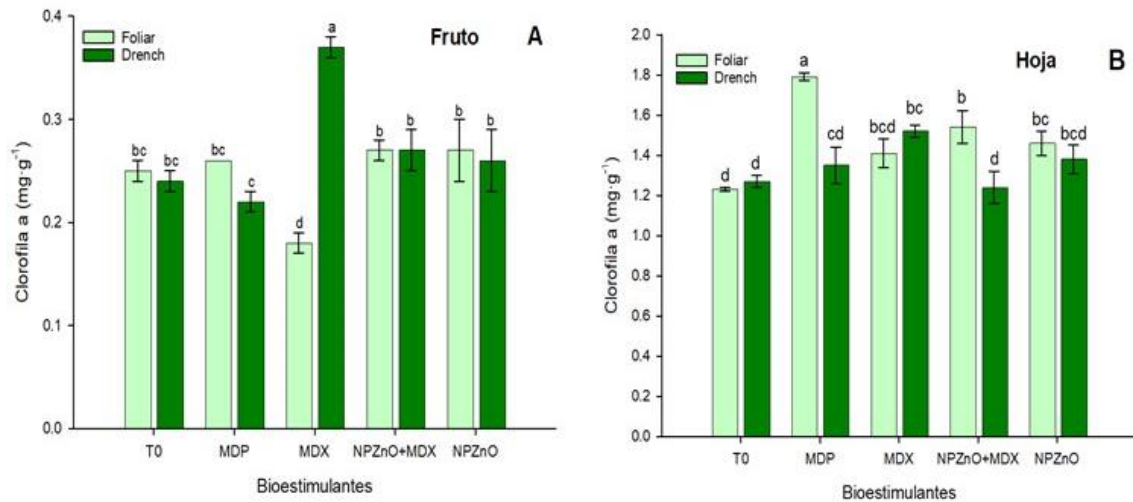 Fruto
A
Foliar
Drench
0.4
0.3
0.2
0.1
0.0
Clorofila a (mg·g⁻¹)
bc bc bc c d a b b b b
T0 MDP MDX NPZnO+MDX NPZnO
Bioestimulantes
Hoja
B
Foliar
Drench
2.0
1.8
1.6
1.4
1.2
1.0
0.8
0.6
0.4
0.2
0.0
Clorofila a (mg·g⁻¹)
d d a cd bcd bc b d bc bcd
T0 MDP MDX NPZnO+MDX NPZnO
Bioestimulantes